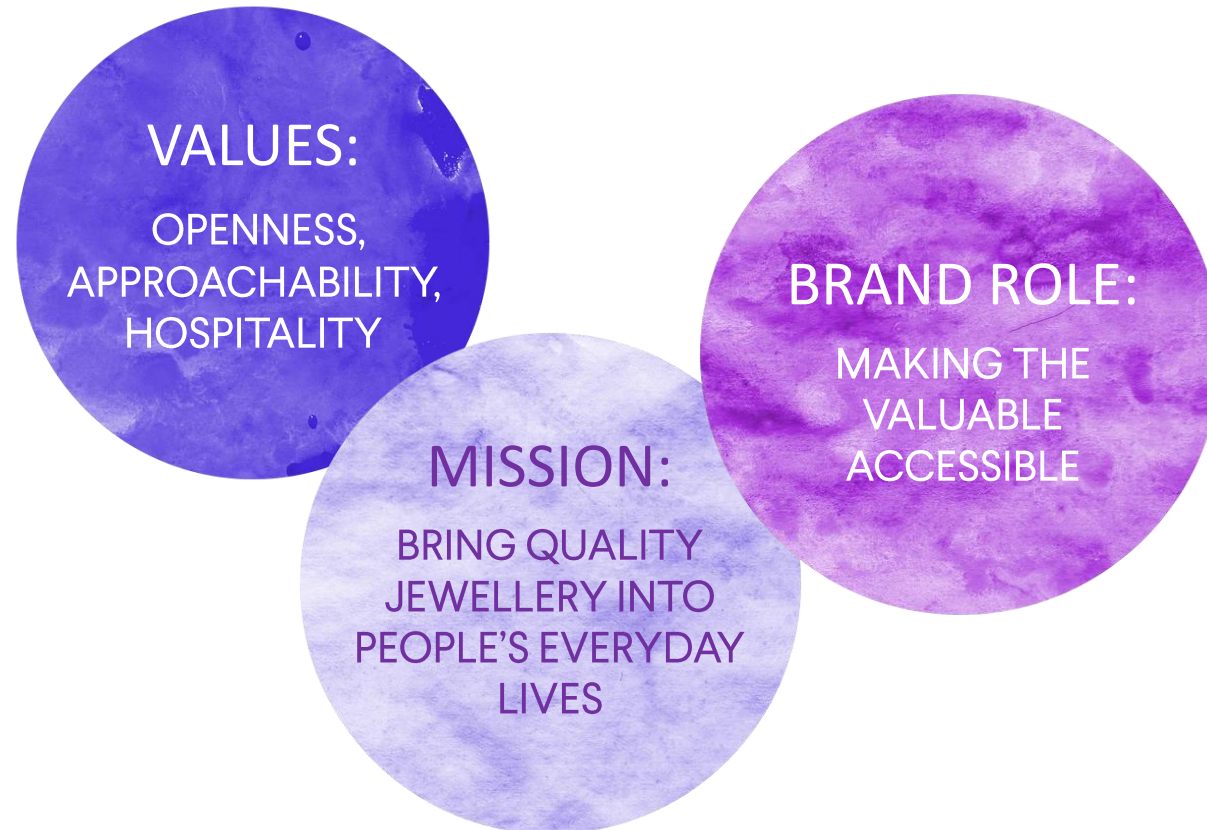 VALUES:
OPENNESS,
APPROACHABILITY,
HOSPITALITY
MISSION:
BRING QUALITY
JEWELLERY INTO
PEOPLE’S EVERYDAY
LIVES
BRAND ROLE:
MAKING THE
VALUABLE
ACCESSIBLE